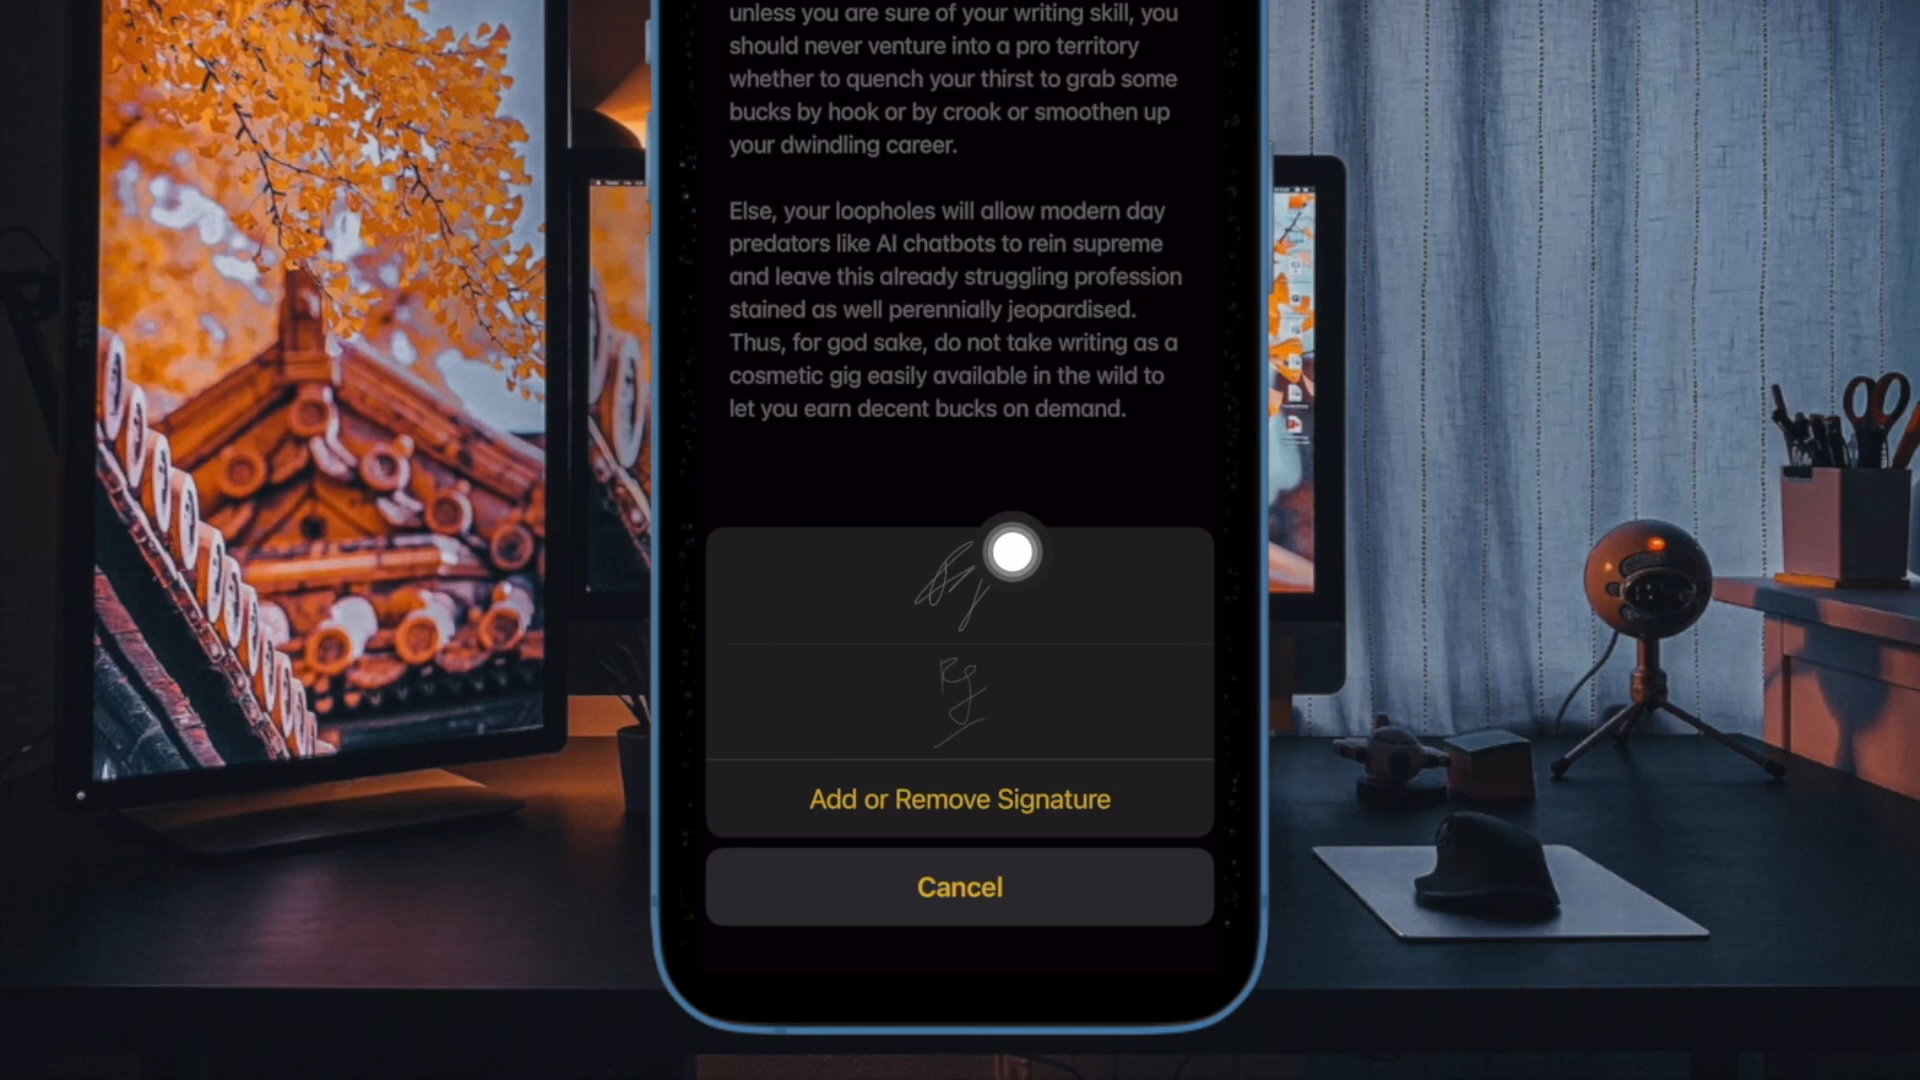 unless you are sure of your writing skill, you
should never venture into a pro territory
whether to quench your thirst to grab some
bucks by hook or by crook or smoothen up
your dwindling career.
Else, your loopholes will allow modern day
predators like AI chatbots to rein supreme
and leave this already struggling profession
stained as well perennially jeopardised.
Thus, for god sake, do not take writing as a
cosmetic gig easily available in the wild to
let you earn decent bucks on demand.
Add or Remove Signature
Cancel